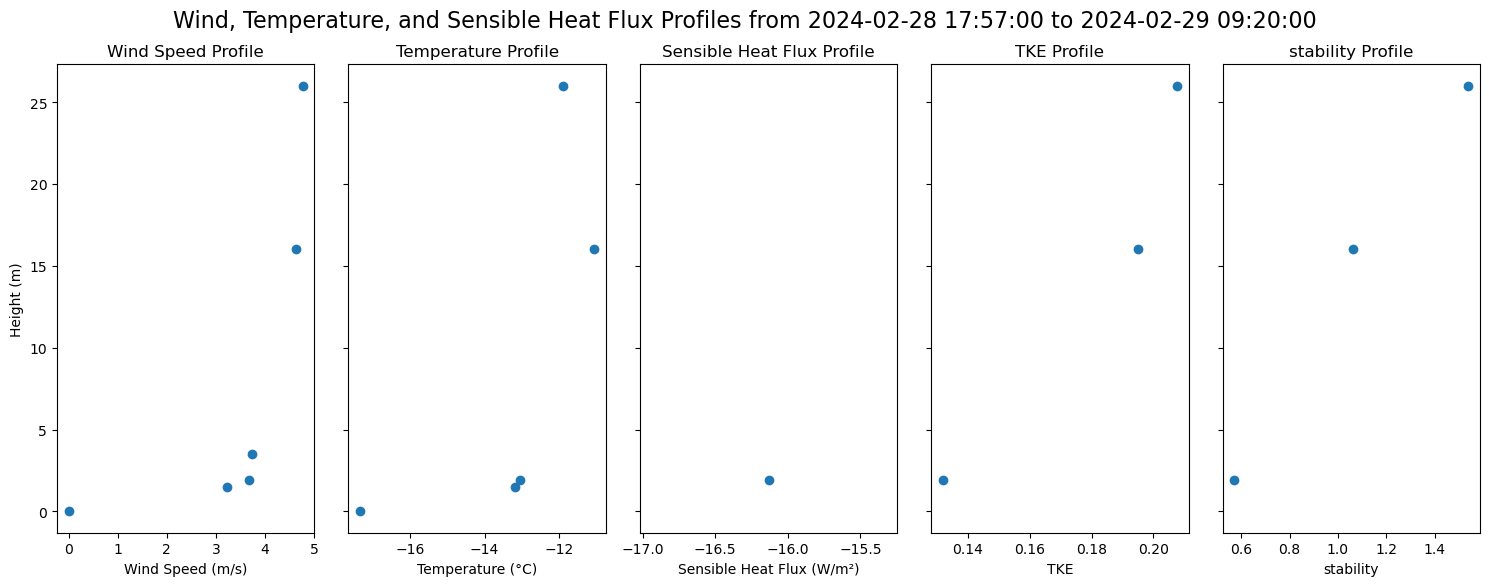 Wind, Temperature, and Sensible Heat Flux Profiles from 2024-02-28 17:57:00 to 2024-02-29 09:20:00
Wind Speed Profile
Temperature Profile
Sensible Heat Flux Profile
TKE Profile
stability Profile
25
20
15
10
5
0
Height (m)
0 1 2 3 4 5
−16 −14 −12
−17.0 −16.5 −16.0 −15.5
0.14 0.16 0.18 0.20
0.6 0.8 1.0 1.2 1.4
Wind Speed (m/s)
Temperature (°C)
Sensible Heat Flux (W/m²)
TKE
stability